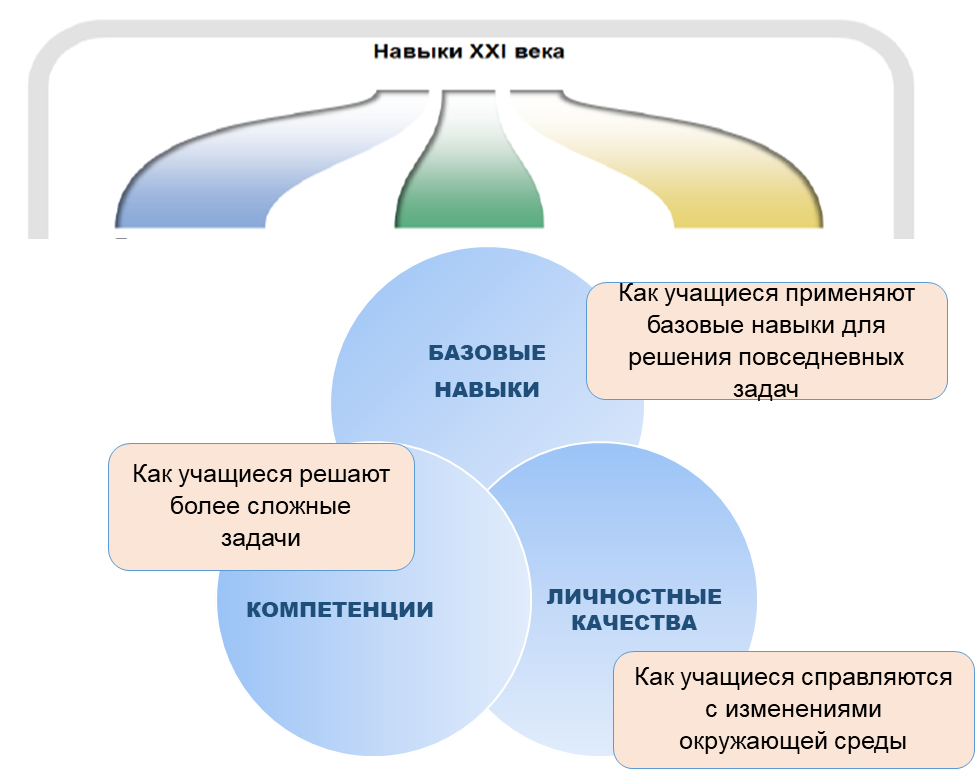 Навыки XXI века
БАЗОВЫЕ
НАВЫКИ
Как учащиеся применяют
базовые навыки для
решения повседневных
задач
Как учащиеся решают
более сложные
задачи
КОМПЕТЕНЦИИ
ЛИЧНОСТНЫЕ
КАЧЕСТВА
Как учащиеся справляются
с изменениями
окружающей среды